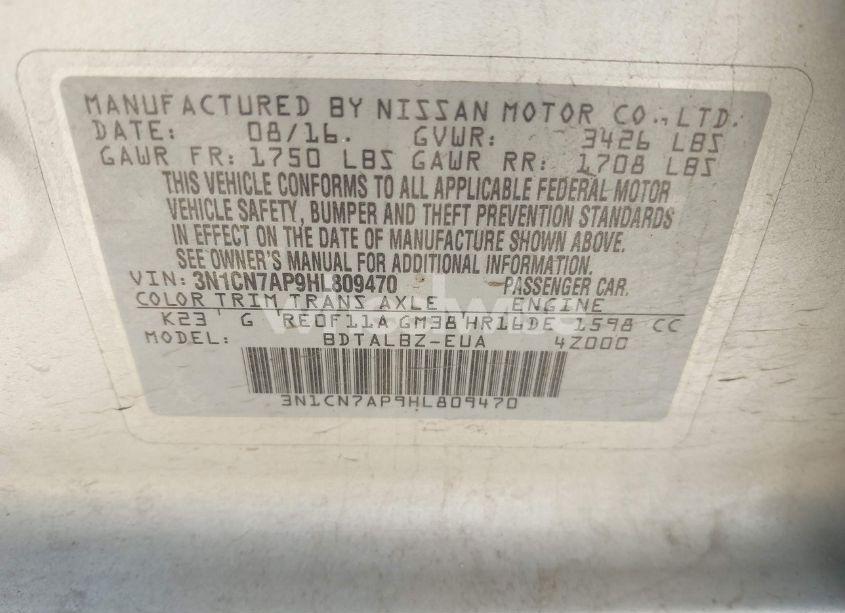 MANUFACTURED BY NISSAN MOTOR CO., LTD.
DATE: 08/16. GVWR: 3426 LBS
GAWR FR: 1750 LBS GAWR RR: 1708 LBS
THIS VEHICLE CONFORMS TO ALL APPLICABLE FEDERAL MOTOR
VEHICLE SAFETY, BUMPER AND THEFT PREVENTION STANDARDS
IN EFFECT ON THE DATE OF MANUFACTURE SHOWN ABOVE.
SEE OWNER'S MANUAL FOR ADDITIONAL INFORMATION.
VIN: 3N1CN7AP9HL809470 PASSENGER CAR.
COLOR TRIM TRANS AXLE ENGINE
K23 G RE0F11A GM38 HR16DE 1598 CC
MODEL: BDTALBZ-EUA 4Z000
3N1CN7AP9HL809470